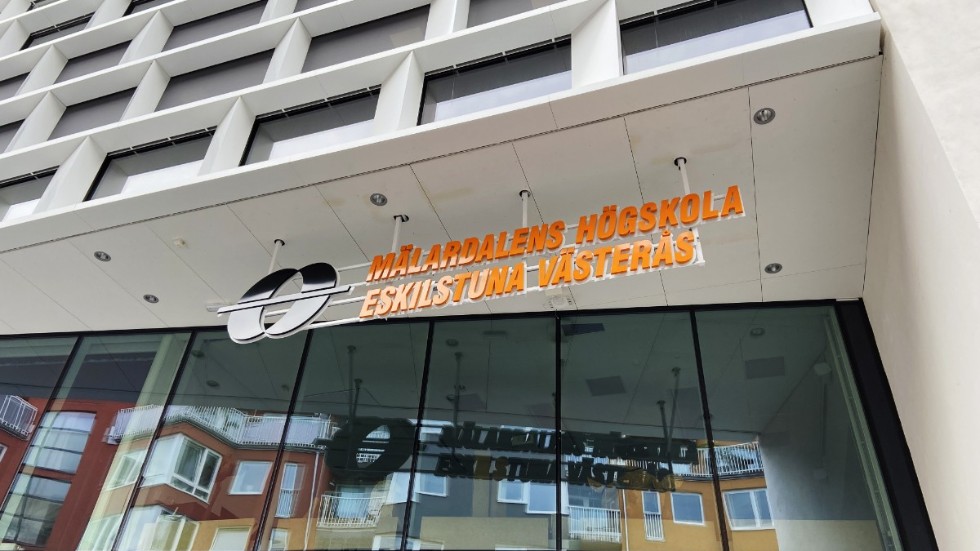 MÄLARDALENS HÖGSKOLA
ESKILSTUNA VÄSTERÅS